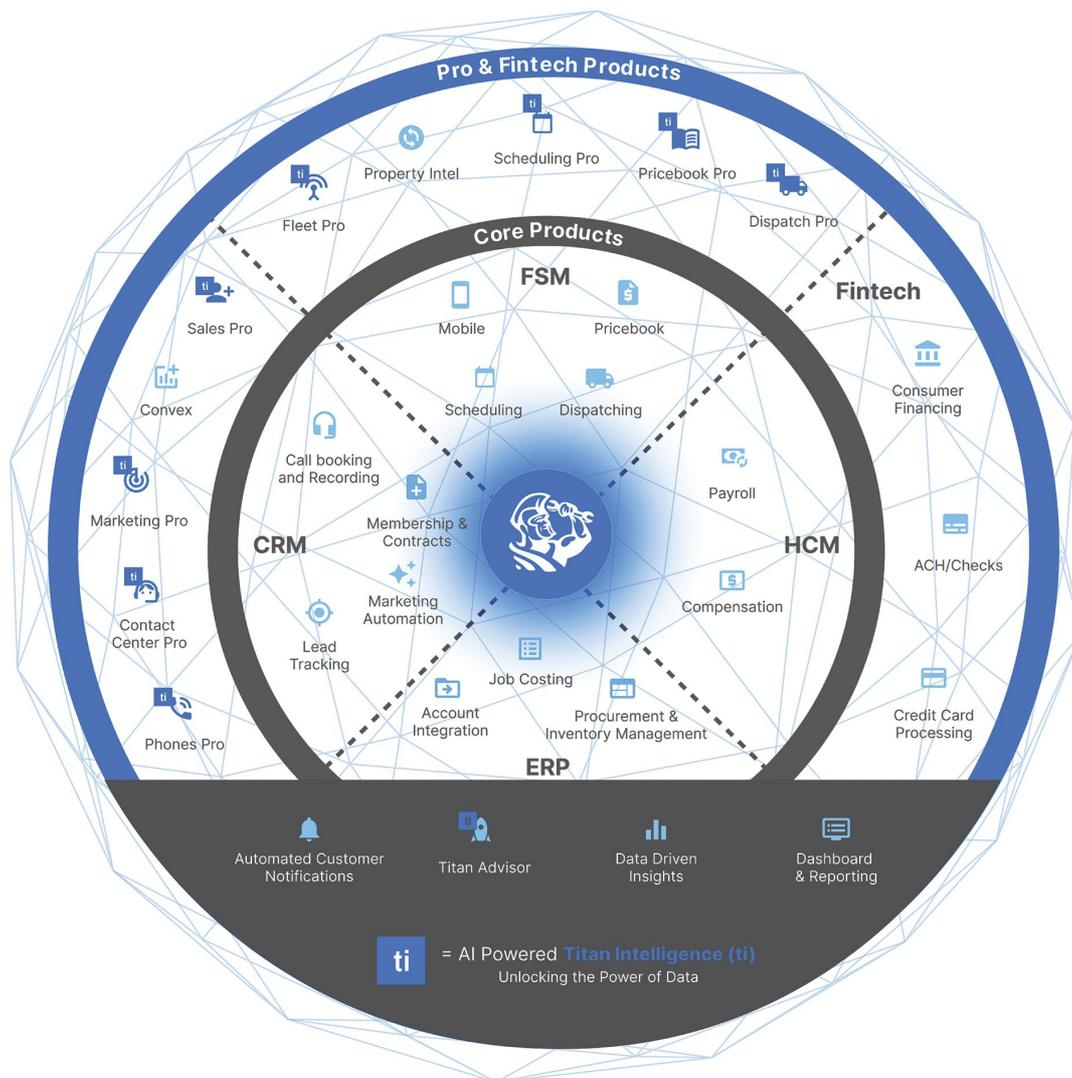 Pro & Fintech Products
ti
Scheduling Pro
ti
Pricebook Pro
Property Intel
ti
Fleet Pro
ti
Dispatch Pro
Core Products
FSM
Mobile
Pricebook
Scheduling
Dispatching
ti
Sales Pro
Convex
ti
Marketing Pro
ti
Contact
Center Pro
ti
Phones Pro
Call booking
and Recording
Membership &
Contracts
CRM
Marketing
Automation
Lead
Tracking
Payroll
HCM
Compensation
Job Costing
Account
Integration
Procurement &
Inventory Management
ERP
Fintech
Consumer
Financing
ACH/Checks
Credit Card
Processing
Automated Customer
Notifications
ti
Titan Advisor
Data Driven
Insights
Dashboard
& Reporting
ti
= AI Powered Titan Intelligence (ti)
Unlocking the Power of Data